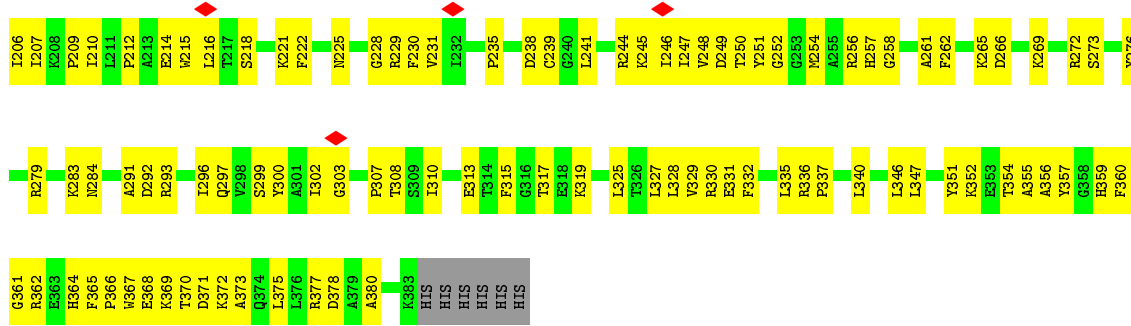 I206 I207 K208 P209 I210 L211 P212 A213 E214 W215 L216 T217 S218 K221 F222 N225 G228 R229 F230 V231 I232 P235 D238 C239 G240 L241 R244 K245 I246 I247 V248 D249 T250 Y251 G252 G253 M254 A255 R256 H257 G258 A261 F262 K265 D266 K269 R272 S273 Y276
R279 K283 N284 A291 D292 R293 I296 Q297 V298 S299 Y300 A301 I302 G303 P307 T308 S309 I310 E313 T314 F315 G316 T317 E318 K319 L325 T326 L327 L328 V329 R330 E331 F332 L335 R336 P337 L340 L346 L347 Y351 K352 E353 T354 A355 A356 Y357 G358 H359 F360
G361 R362 E363 H364 F365 P366 W367 E368 K369 T370 D371 K372 A373 Q374 L375 L376 R377 D378 A379 A380 K383 HIS HIS HIS HIS HIS HIS